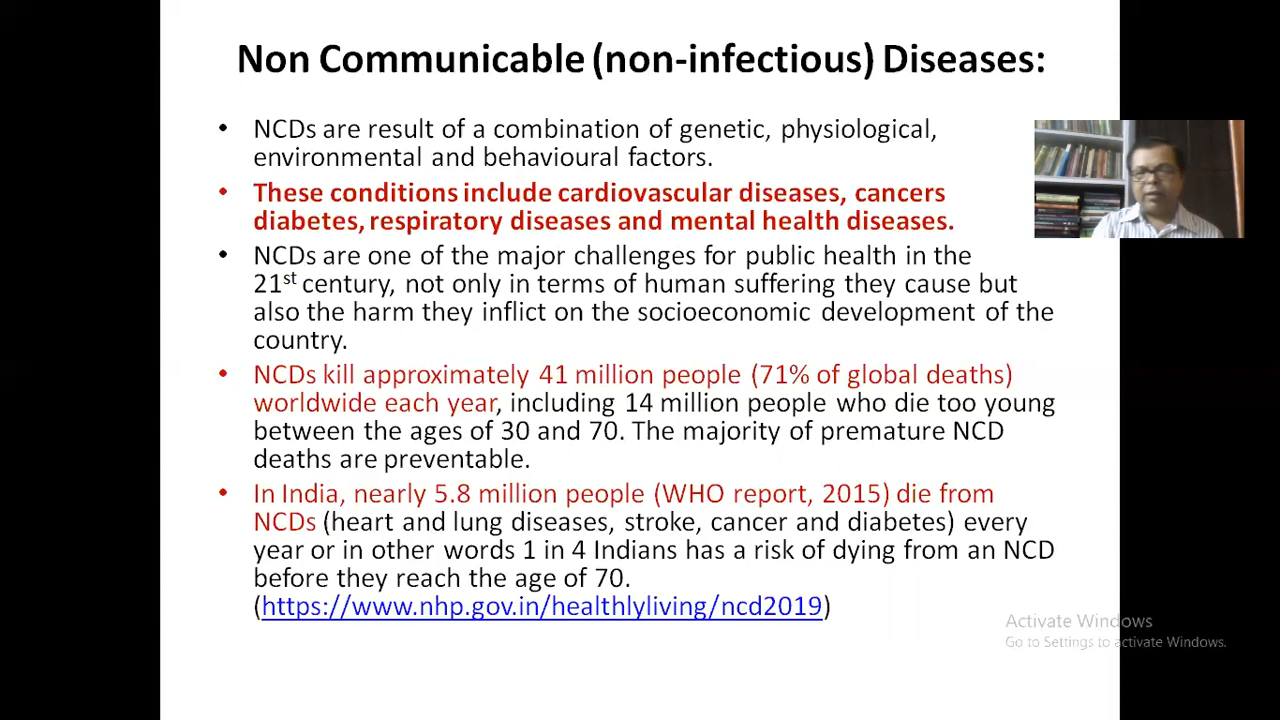 Non Communicable (non-infectious) Diseases:
• NCDs are result of a combination of genetic, physiological,
environmental and behavioural factors.
• These conditions include cardiovascular diseases, cancers
diabetes, respiratory diseases and mental health diseases.
• NCDs are one of the major challenges for public health in the
21st century, not only in terms of human suffering they cause but
also the harm they inflict on the socioeconomic development of the
country.
• NCDs kill approximately 41 million people (71% of global deaths)
worldwide each year, including 14 million people who die too young
between the ages of 30 and 70. The majority of premature NCD
deaths are preventable.
• In India, nearly 5.8 million people (WHO report, 2015) die from
NCDs (heart and lung diseases, stroke, cancer and diabetes) every
year or in other words 1 in 4 Indians has a risk of dying from an NCD
before they reach the age of 70.
(https://www.nhp.gov.in/healthlyliving/ncd2019)
Activate Windows
Go to Settings to activate Windows.